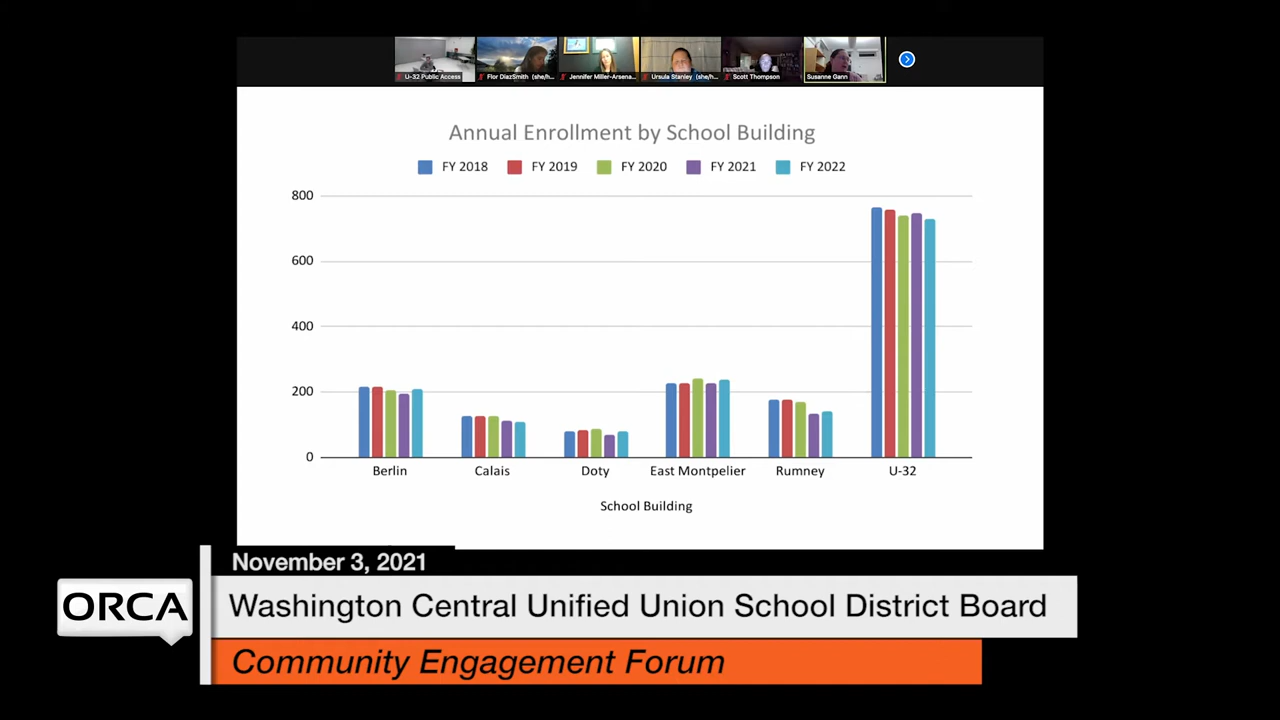 U-32 Public Access
Flor DiazSmith (she/h...
Jennifer Miller-Arsena...
Ursula Stanley (she/h...
Scott Thompson
Susanne Gann
Annual Enrollment by School Building
FY 2018 FY 2019 FY 2020 FY 2021 FY 2022
800
600
400
200
0
Berlin Calais Doty East Montpelier Rumney U-32
School Building
November 3, 2021
ORCA
Washington Central Unified Union School District Board
Community Engagement Forum